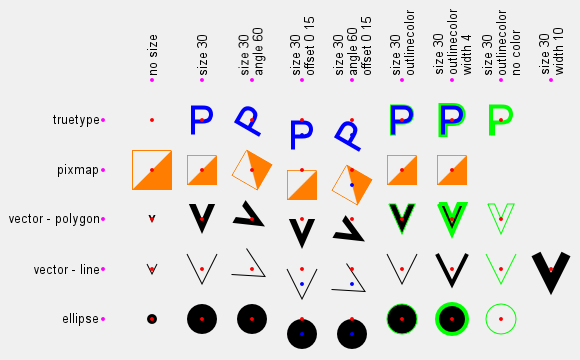 no size
size 30
size 30
angle 60
size 30
offset 0 15
size 30
angle 60
offset 0 15
size 30
outlinecolor
size 30
outlinecolor
width 4
size 30
outlinecolor
no color
size 30
width 10
truetype P P P P P P P
pixmap
vector - polygon
vector - line
ellipse